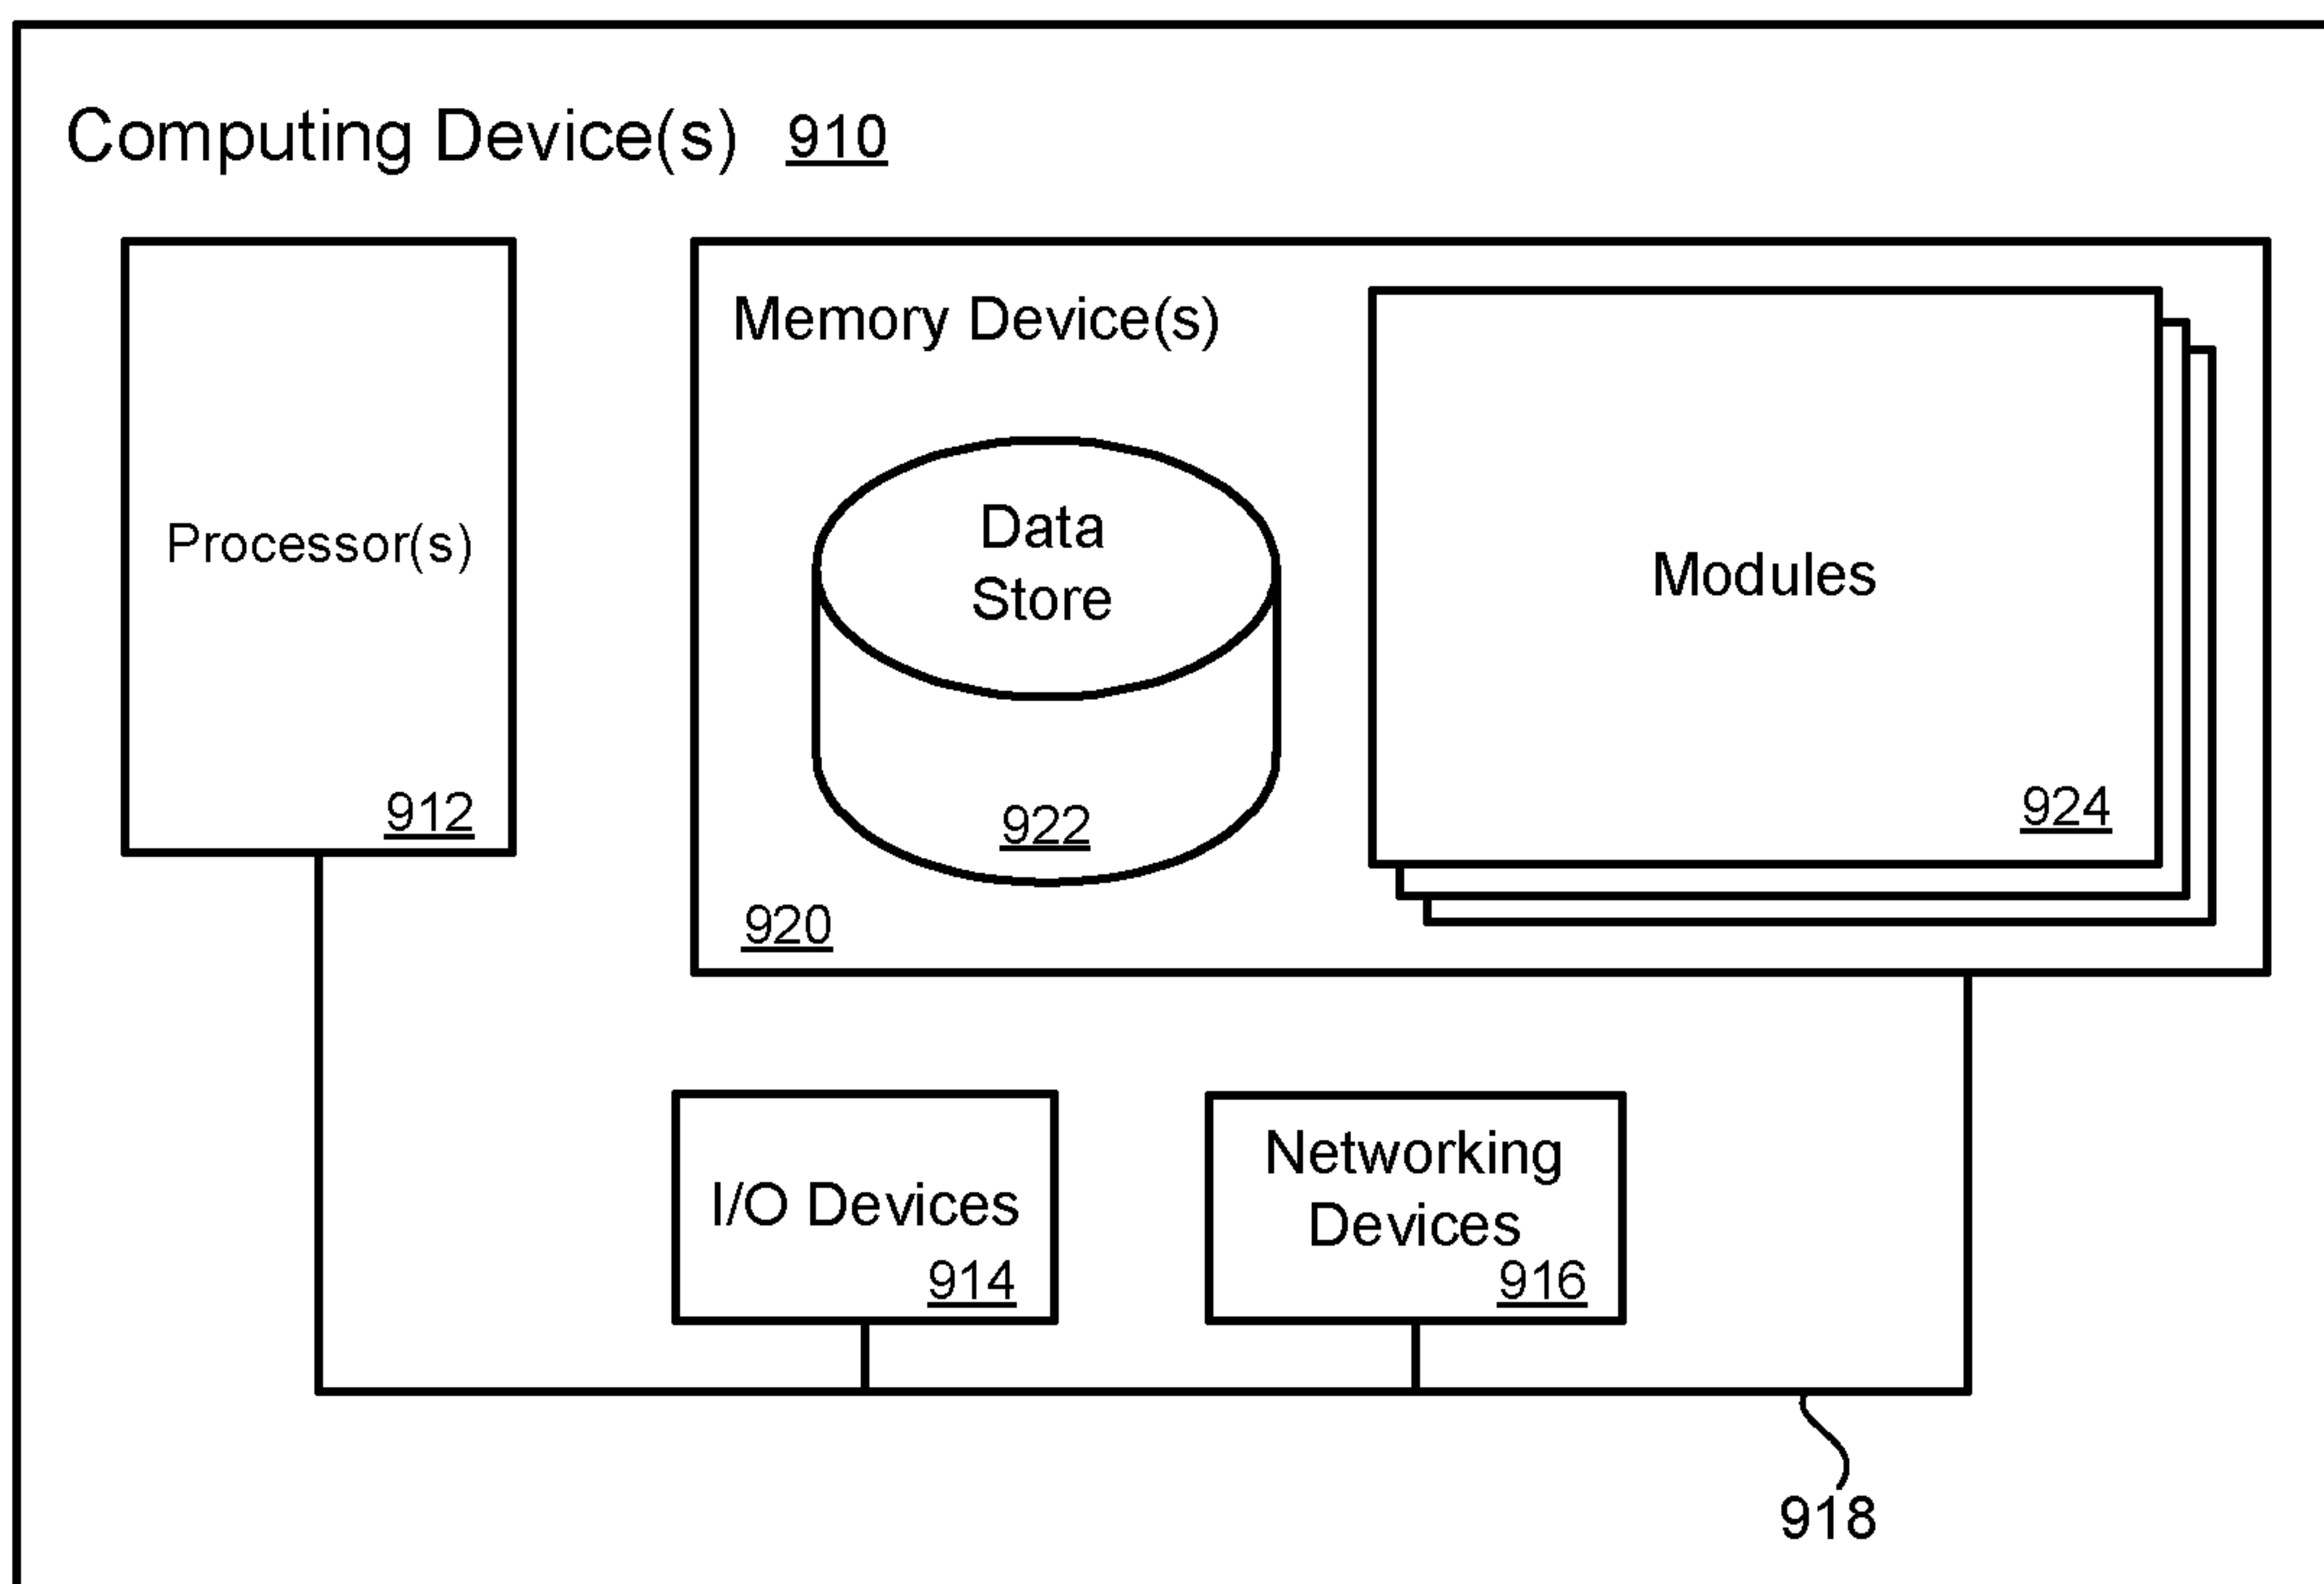 Computing Device(s) 910
Processor(s)
912
Memory Device(s)
Data
Store
922
920
Modules
924
I/O Devices
914
Networking
Devices
916
918